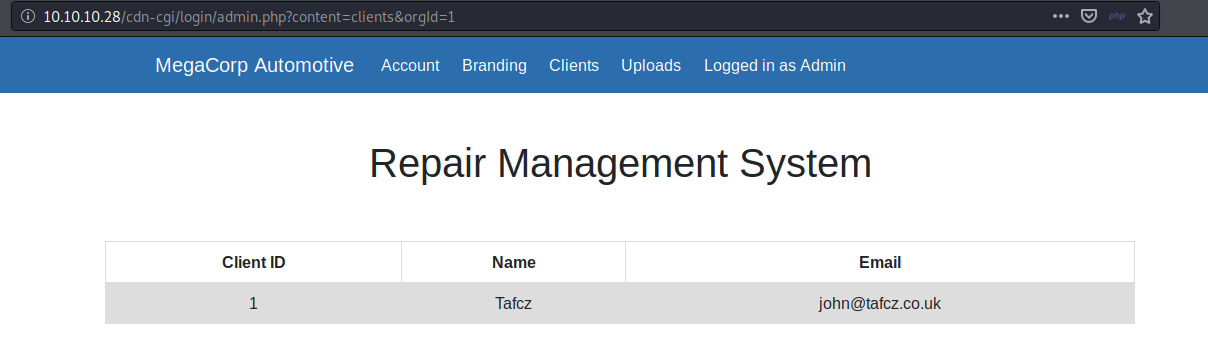 10.10.10.28/cdn-cgi/login/admin.php?content=clients&orgId=1
php
MegaCorp Automotive Account Branding Clients Uploads Logged in as Admin
Repair Management System
Client ID Name Email
1 Tafcz john@tafcz.co.uk